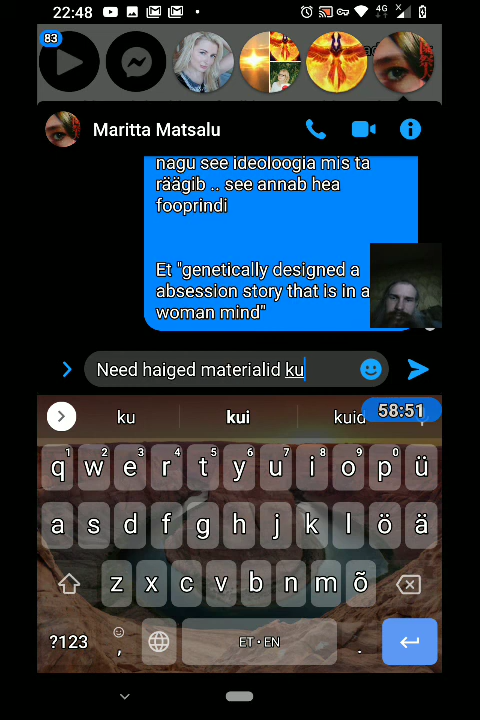 22:48
4G
83
Maritta Matsalu
nagu see ideoloogia mis ta
räägib .. see annab hea
fooprindi
Et "genetically designed a
absession story that is in a
woman mind"
Need haiged materialid ku
ku kui kuid
58:51
1 2 3 4 5 6 7 8 9 0
q w e r t y u i o p ü
a s d f g h j k l ö ä
z x c v b n m õ
?123 , ET • EN .